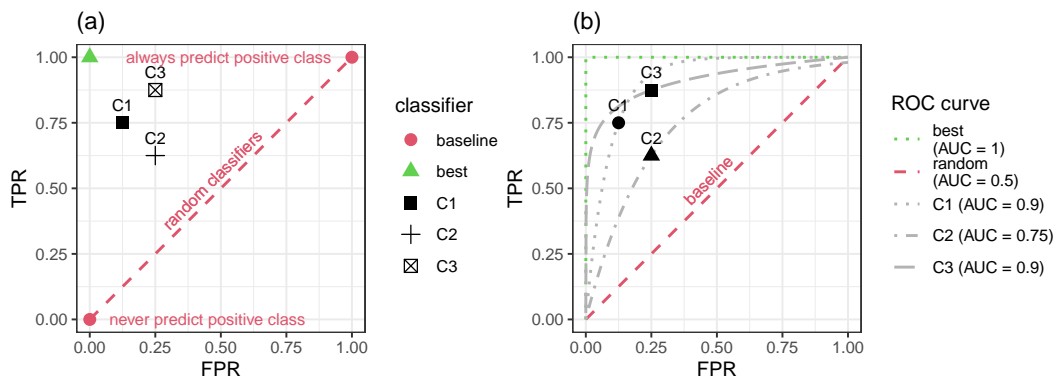 (a)
1.00
0.75
0.50
0.25
0.00
TPR
always predict positive class
C3
C1
C2
random classifiers
never predict positive class
0.00 0.25 0.50 0.75 1.00
FPR
classifier
baseline
best
C1
C2
C3
(b)
1.00
0.75
0.50
0.25
0.00
TPR
C3
C1
C2
baseline
0.00 0.25 0.50 0.75 1.00
FPR
ROC curve
best
(AUC = 1)
random
(AUC = 0.5)
C1 (AUC = 0.9)
C2 (AUC = 0.75)
C3 (AUC = 0.9)